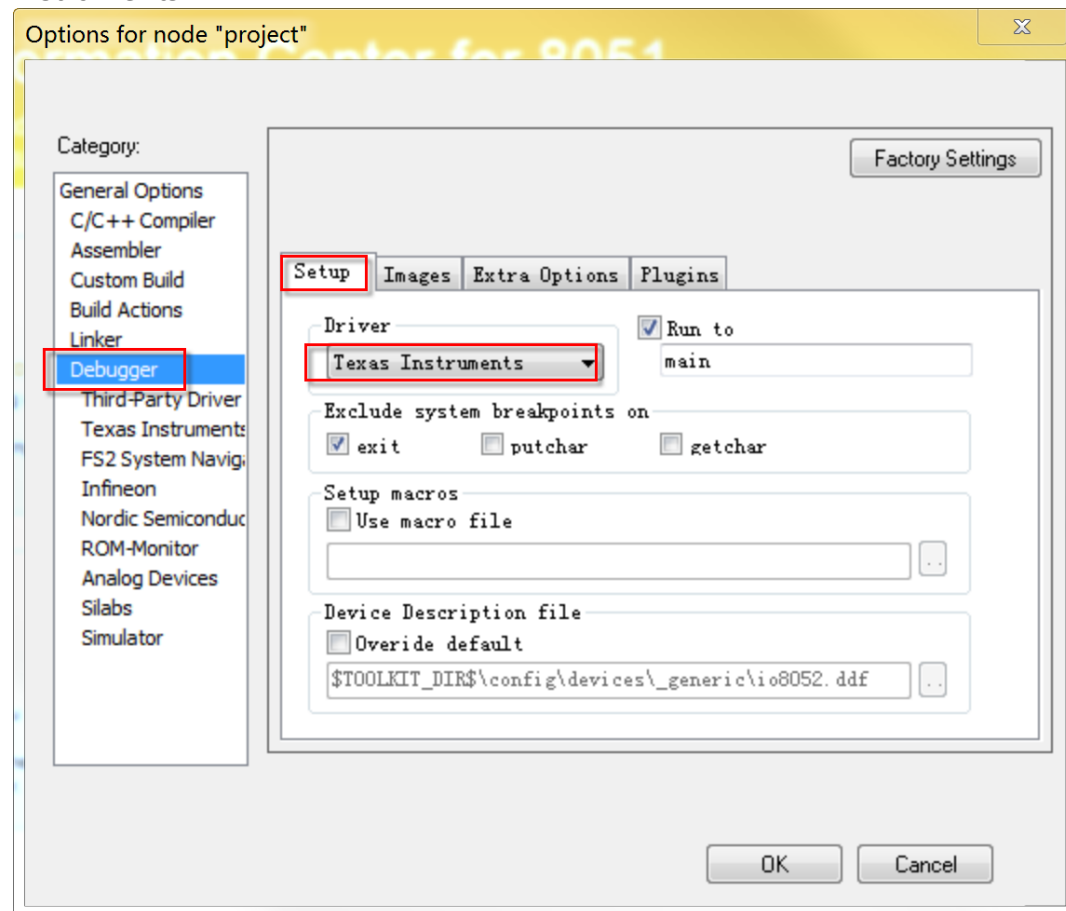 Options for node "project"
Category:
Factory Settings
General Options
C/C++ Compiler
Assembler
Custom Build
Build Actions
Linker
Debugger
Third-Party Driver
Texas Instruments
FS2 System Naviga
Infineon
Nordic Semiconduc
ROM-Monitor
Analog Devices
Silabs
Simulator
Setup Images Extra Options Plugins
Driver
Run to
Texas Instruments
main
Exclude system breakpoints on
exit putchar getchar
Setup macros
Use macro file
..
Device Description file
Overide default
$TOOLKIT_DIR$\config\devices\_generic\io8052.ddf
..
OK Cancel